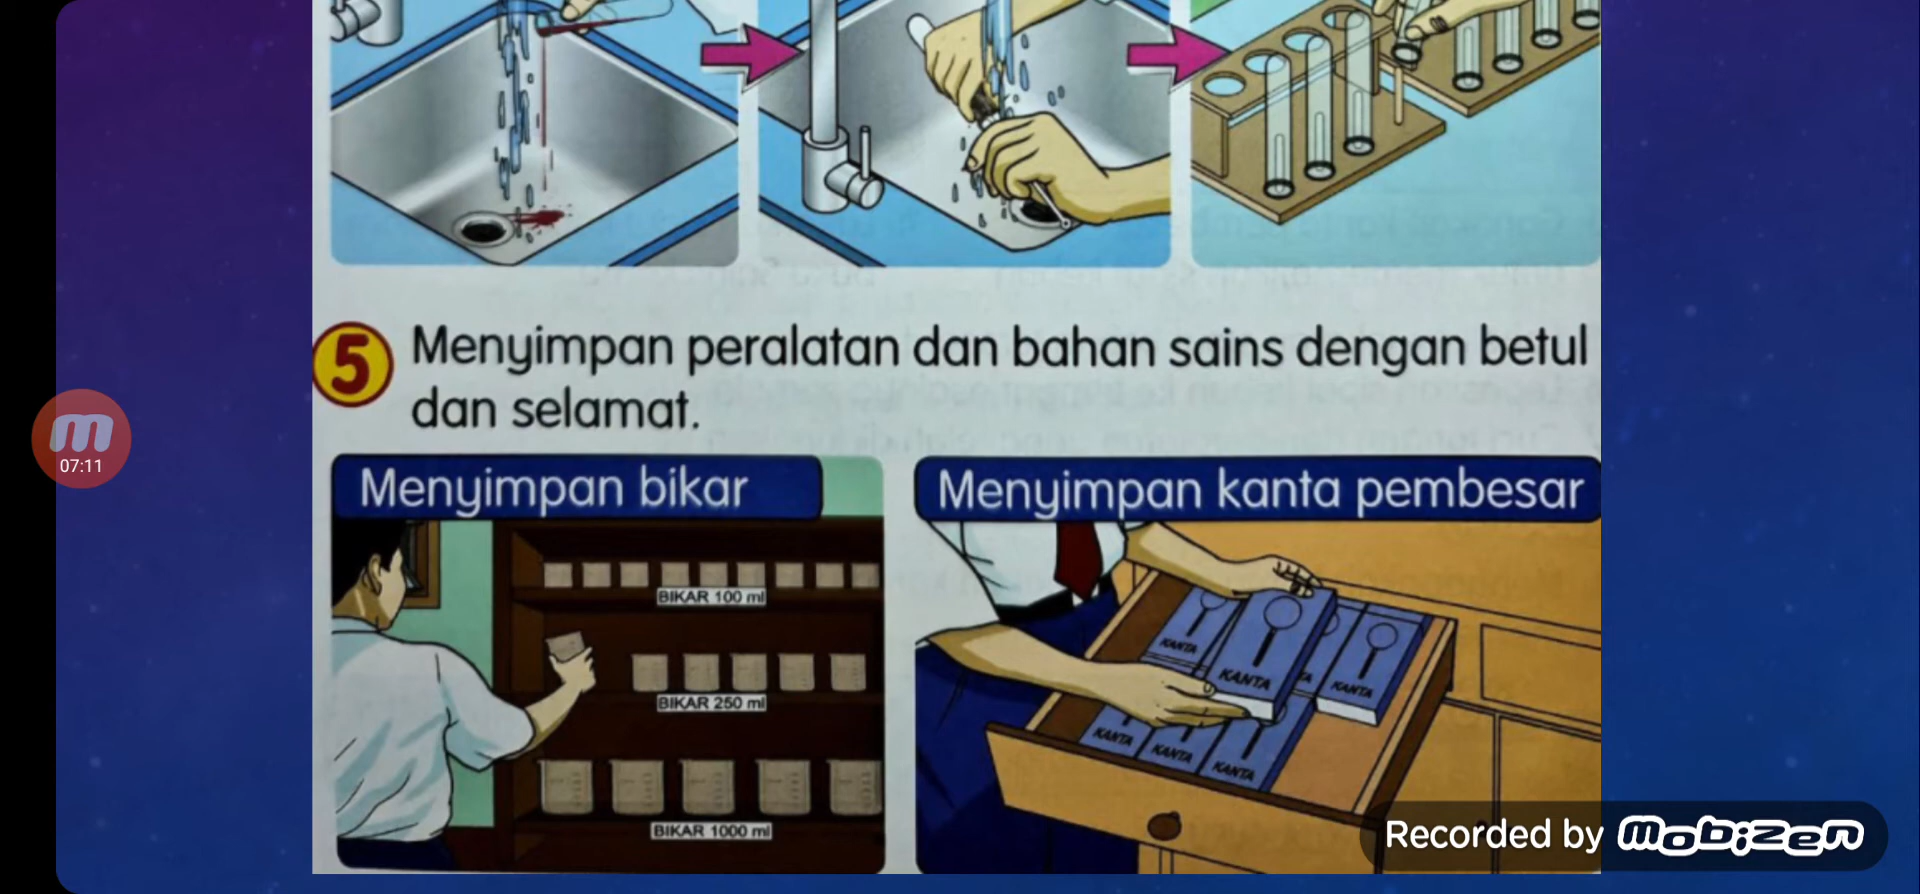 5 Menyimpan peralatan dan bahan sains dengan betul
dan selamat.
Menyimpan bikar
BIKAR 100 ml
BIKAR 250 ml
BIKAR 1000 ml
Menyimpan kanta pembesar
KANTA
KANTA
KANTA
KANTA
KANTA
KANTA
m
07:11
Recorded by mobizen